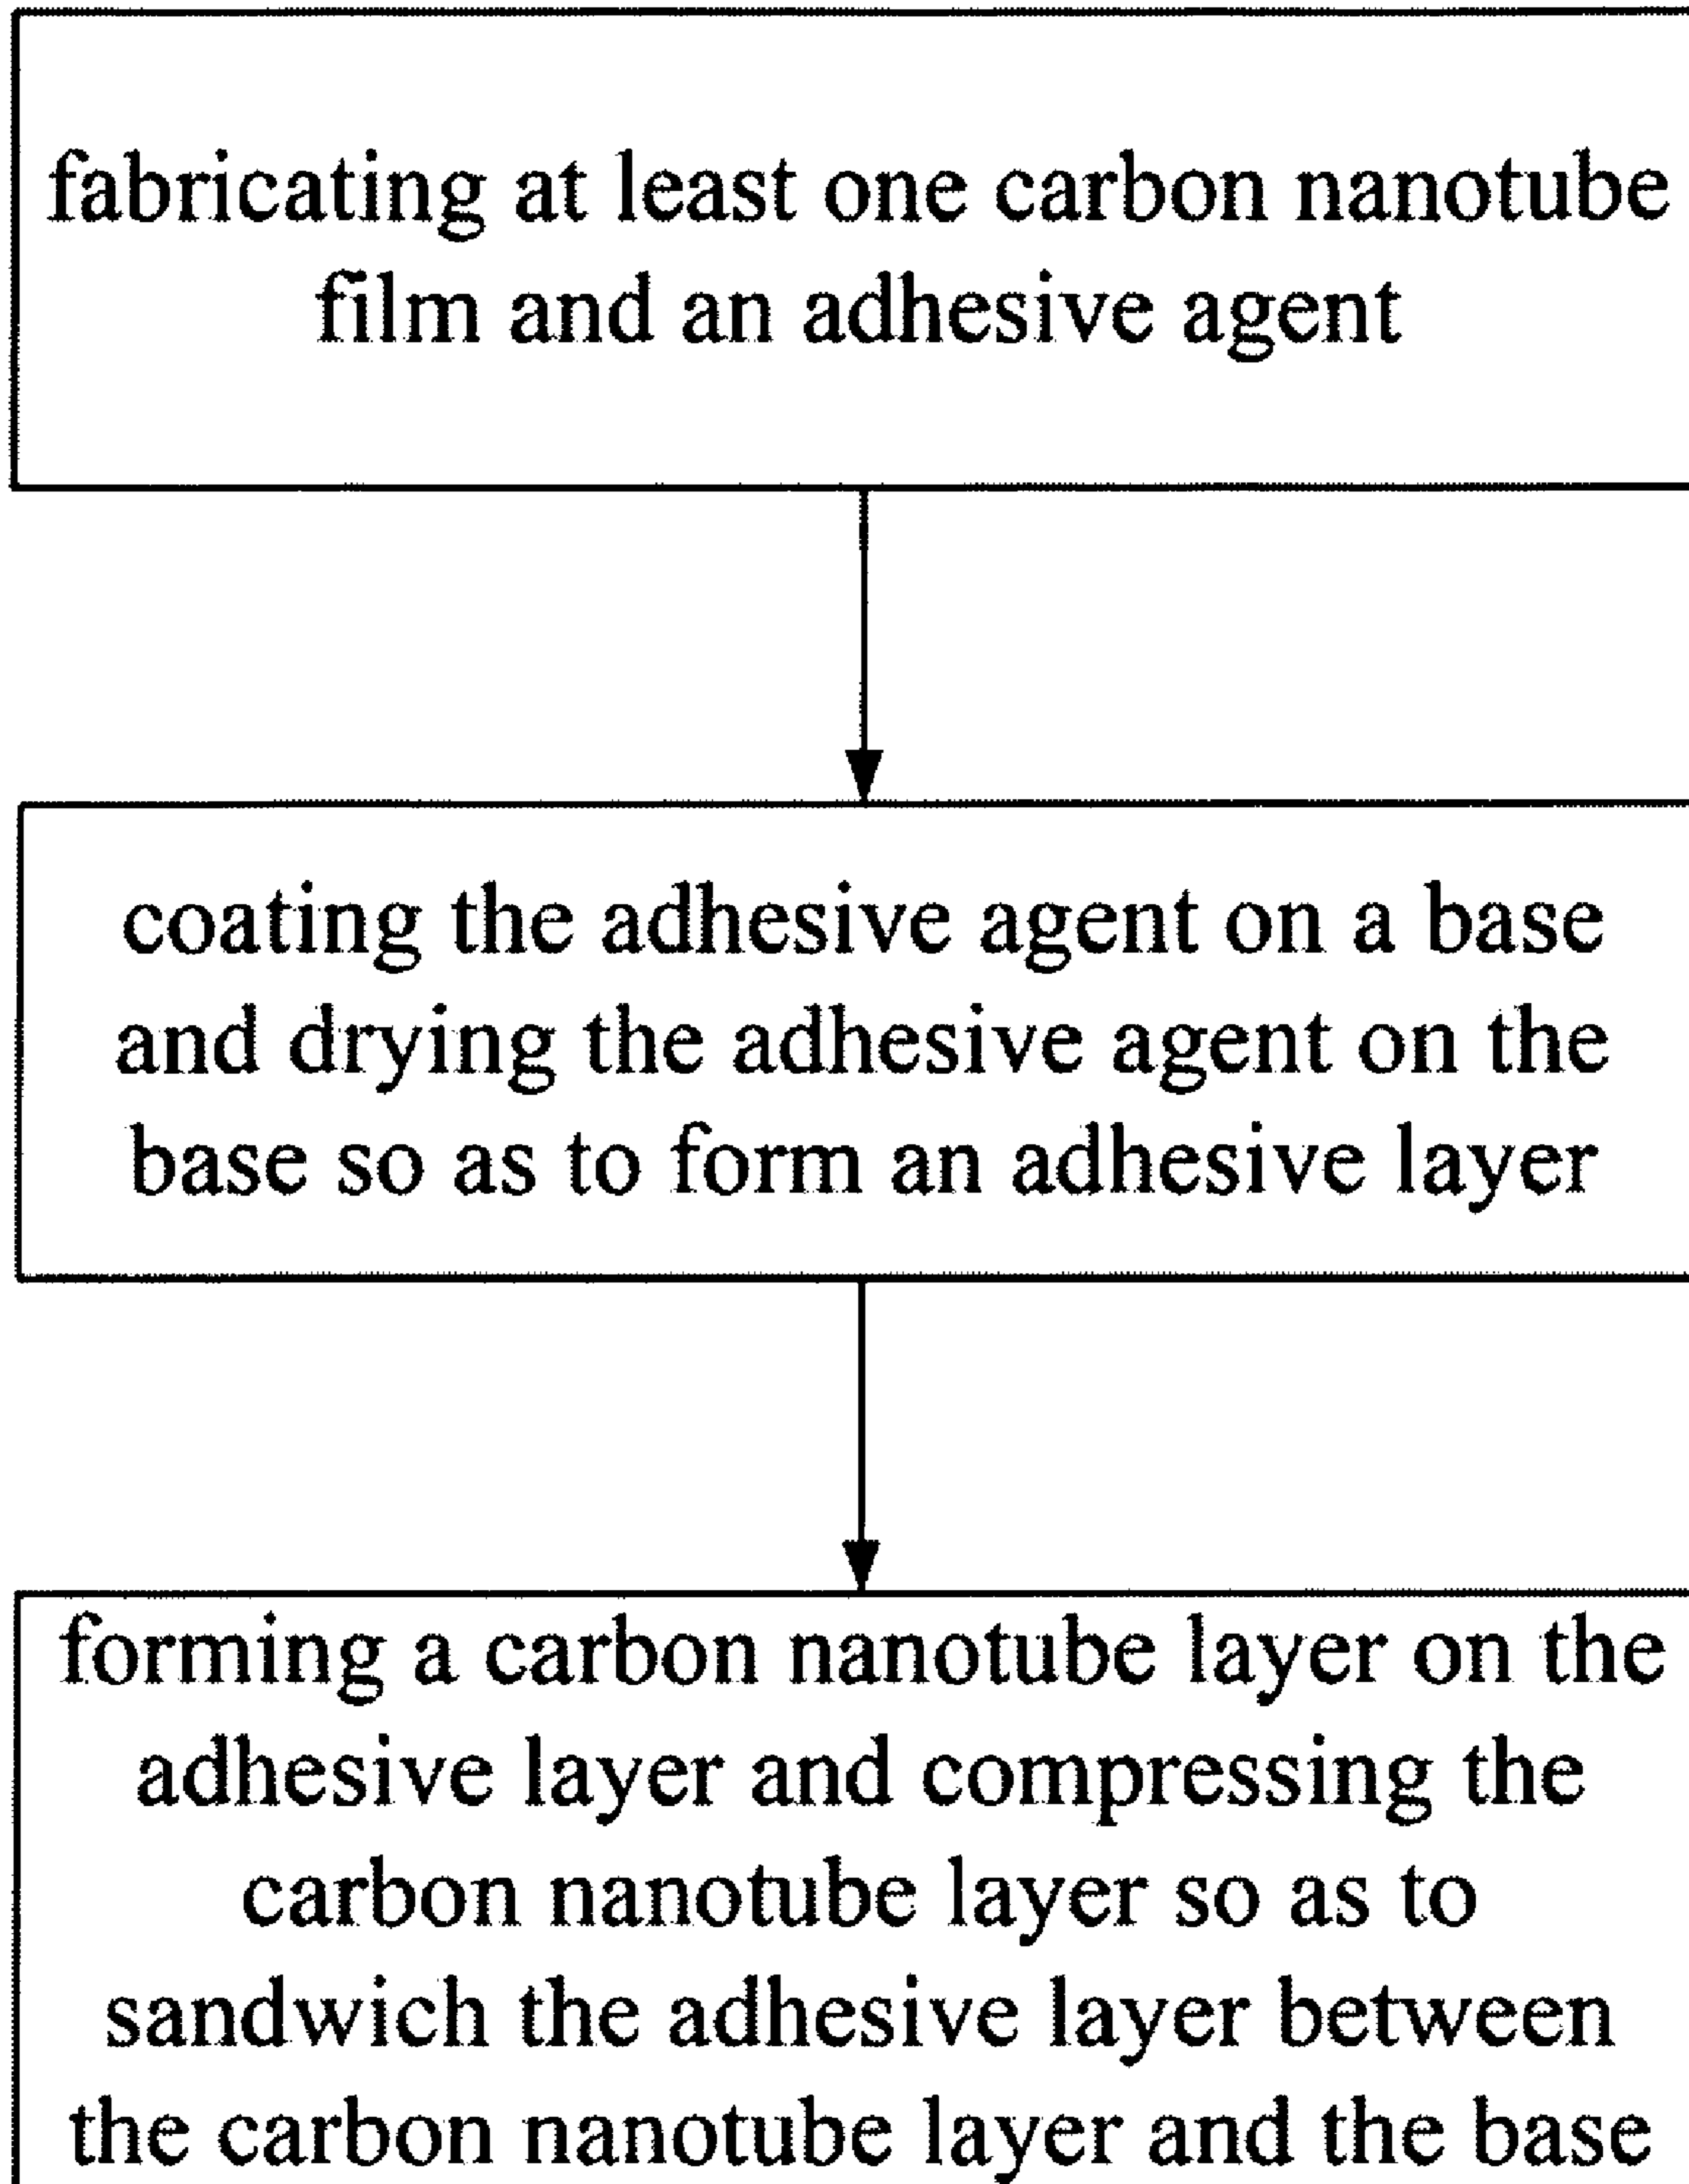 fabricating at least one carbon nanotube
film and an adhesive agent
coating the adhesive agent on a base
and drying the adhesive agent on the
base so as to form an adhesive layer
forming a carbon nanotube layer on the
adhesive layer and compressing the
carbon nanotube layer so as to
sandwich the adhesive layer between
the carbon nanotube layer and the base